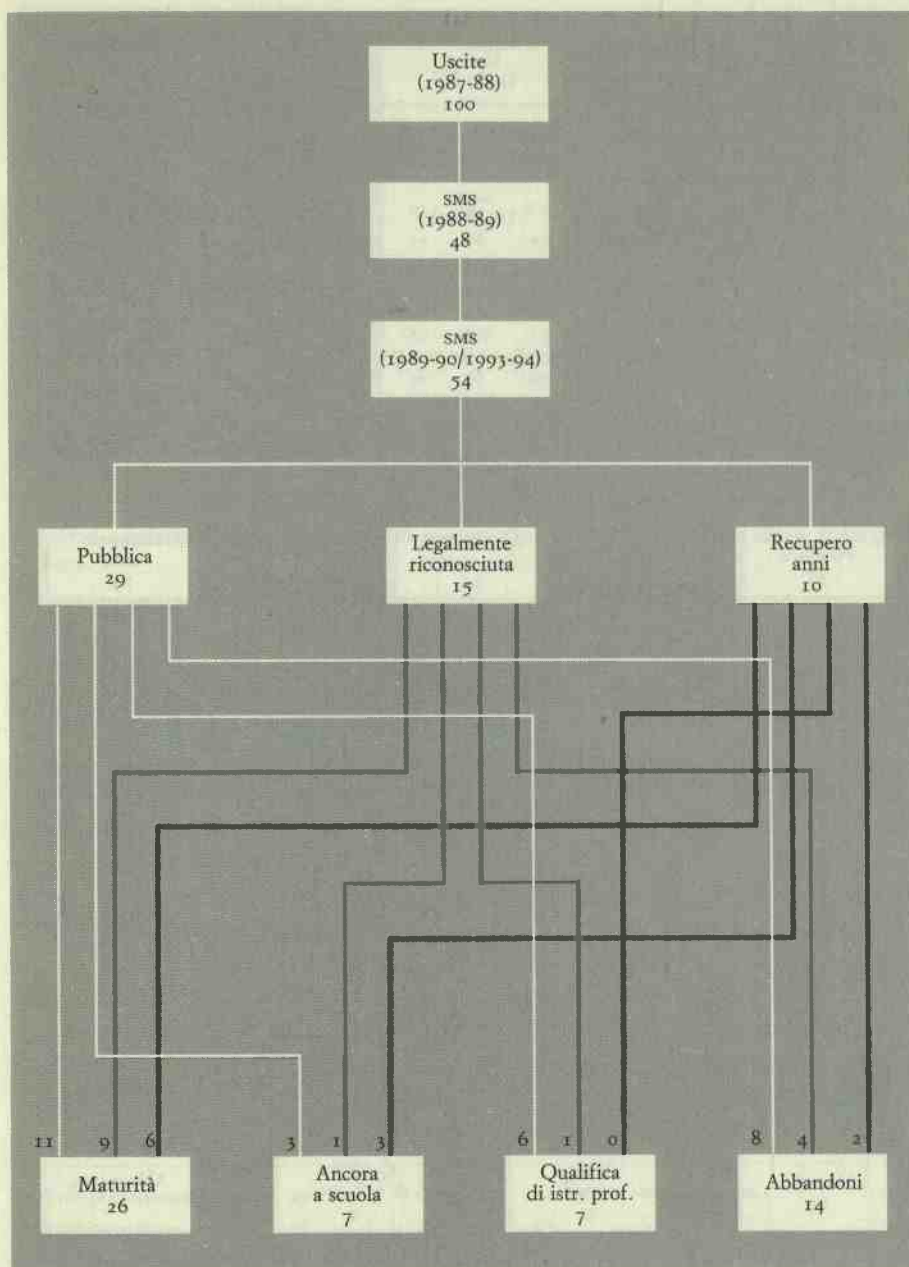 Uscite
(1987-88)
100
SMS
(1988-89)
48
SMS
(1989-90/1993-94)
54
Pubblica
29
Legalmente
riconosciuta
15
Recupero
anni
10
11 9 6 3 1 3 6 1 0 8 4 2
Maturità
26
Ancora
a scuola
7
Qualifica
di istr. prof.
7
Abbandoni
14